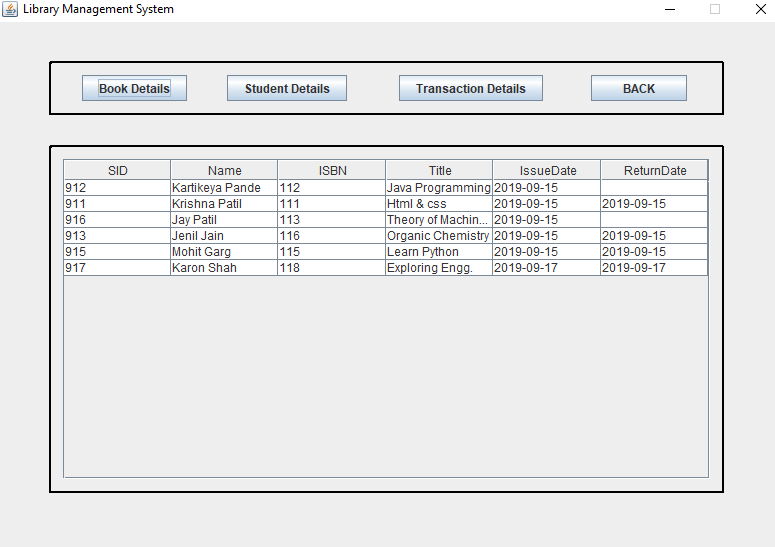 Library Management System
Book Details Student Details Transaction Details BACK
SID Name ISBN Title IssueDate ReturnDate
912 Kartikeya Pande 112 Java Programming 2019-09-15
911 Krishna Patil 111 Html & css 2019-09-15 2019-09-15
916 Jay Patil 113 Theory of Machin... 2019-09-15
913 Jenil Jain 116 Organic Chemistry 2019-09-15 2019-09-15
915 Mohit Garg 115 Learn Python 2019-09-15 2019-09-15
917 Karon Shah 118 Exploring Engg. 2019-09-17 2019-09-17